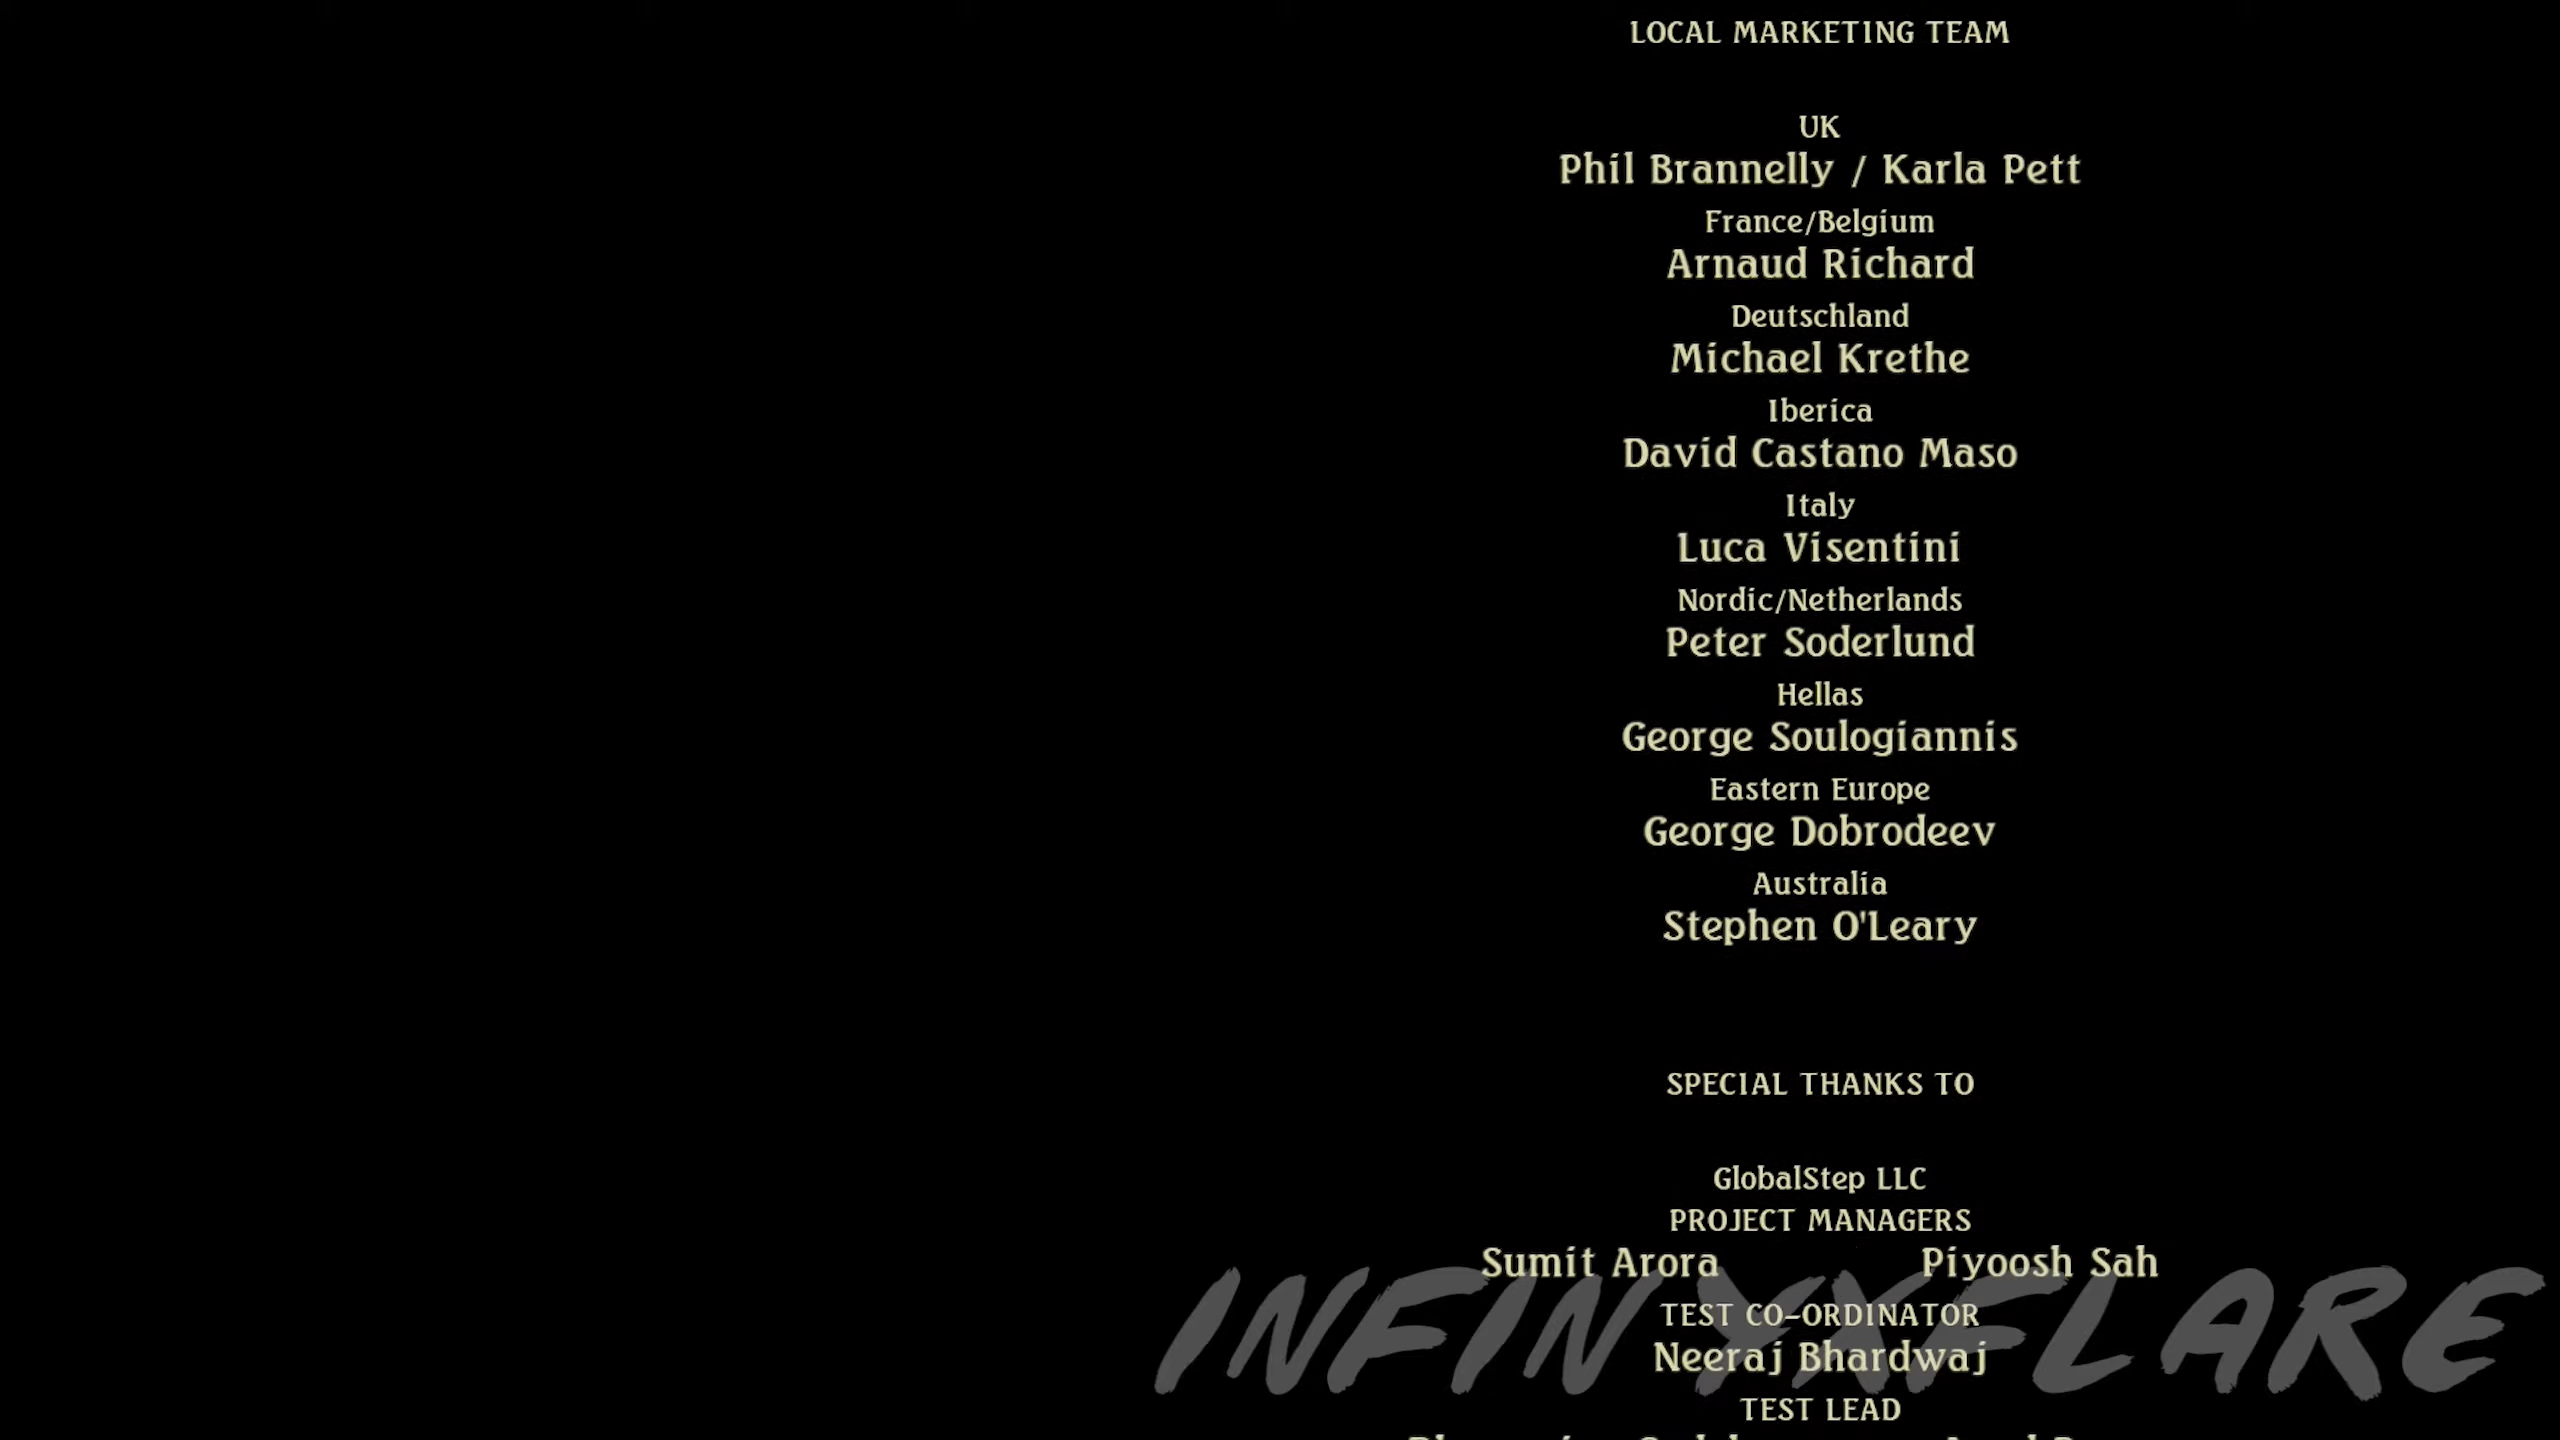 LOCAL MARKETING TEAM
UK
Phil Brannelly / Karla Pett
France/Belgium
Arnaud Richard
Deutschland
Michael Krethe
Iberica
David Castano Maso
Italy
Luca Visentini
Nordic/Netherlands
Peter Soderlund
Hellas
George Soulogiannis
Eastern Europe
George Dobrodeev
Australia
Stephen O'Leary
SPECIAL THANKS TO
GlobalStep LLC
PROJECT MANAGERS
Sumit Arora Piyoosh Sah
TEST CO-ORDINATOR
Neeraj Bhardwaj
TEST LEAD
INFINYXFLARE